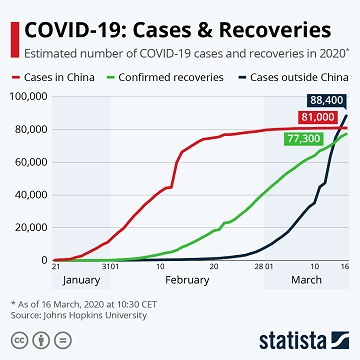 COVID-19: Cases & Recoveries
Estimated number of COVID-19 cases and recoveries in 2020*
Cases in China Confirmed recoveries Cases outside China
88,400
81,000
77,300
100,000
80,000
60,000
40,000
20,000
0
21 31 01 10 20 28 01 10 16
January February March
* As of 16 March, 2020 at 10:30 CET
Source: Johns Hopkins University
cc = statista